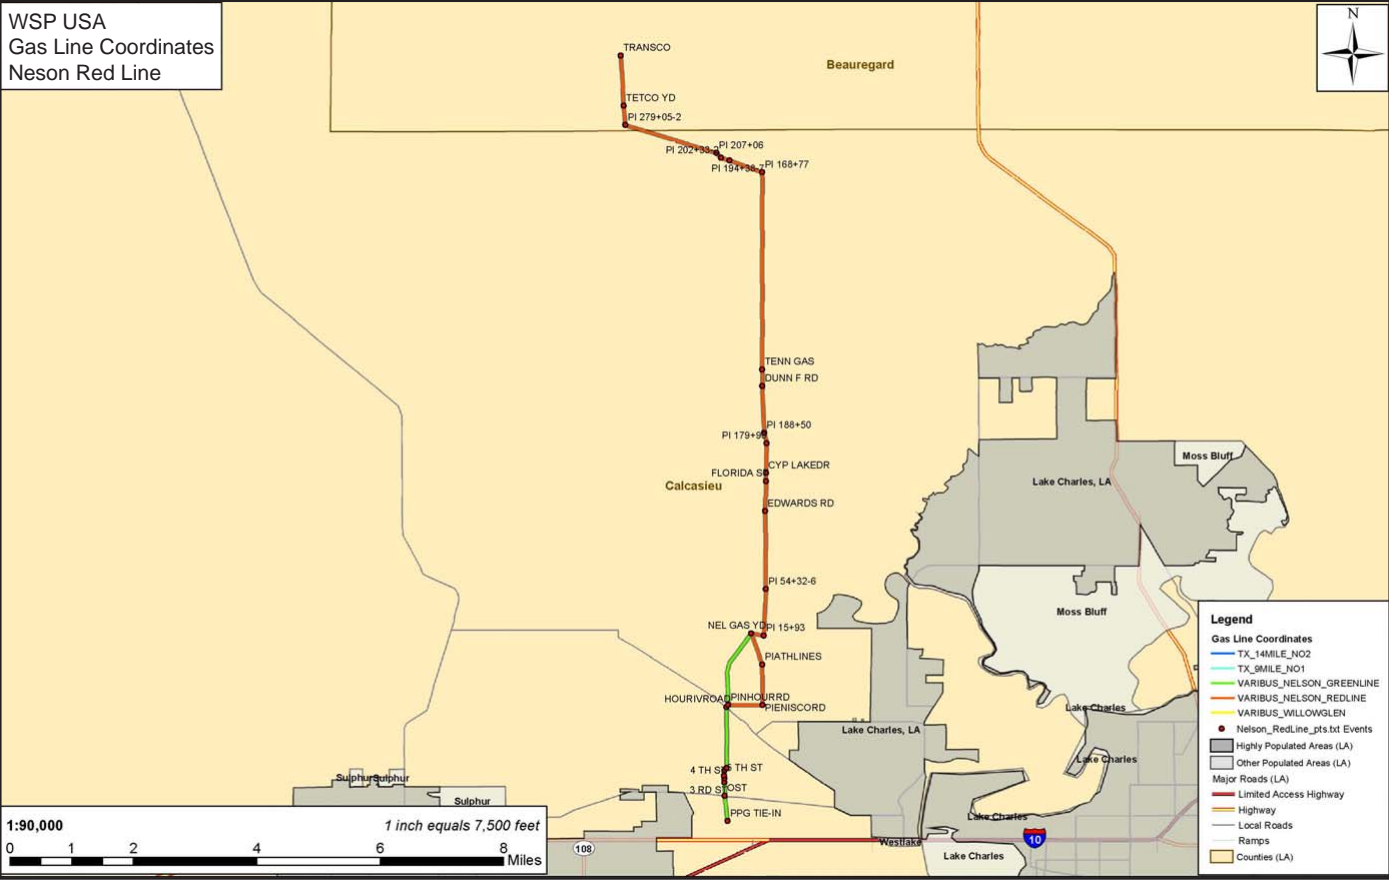 WSP USA
Gas Line Coordinates
Neson Red Line
N
TRANSCO
Beauregard
TETCO YD
PI 279+05-2
PI 207+06
PI 202+33-2
PI 194+38-7
PI 168+77
TENN GAS
DUNN F RD
PI 188+50
PI 179+9
CYP LAKEDR
FLORIDA S
Calcasieu
EDWARDS RD
Moss Bluff
Lake Charles, LA
PI 54+32-6
Moss Bluff
NEL GAS YD
PI 15+93
PIATHLINES
HOURIVROAD
PINHOURRD
PIENISCORD
Lake Charles
Lake Charles, LA
Lake Charles
4 TH S
5 TH ST
Sulphur
Sulphur
3 RD S
OST
Sulphur
PPG TIE-IN
Lake Charles
108
Westlake
10
Lake Charles
1:90,000
1 inch equals 7,500 feet
0 1 2 4 6 8
Miles
Legend
Gas Line Coordinates
TX_14MILE_NO2
TX_9MILE_NO1
VARIBUS_NELSON_GREENLINE
VARIBUS_NELSON_REDLINE
VARIBUS_WILLOWGLEN
Nelson_RedLine_pts.txt Events
Highly Populated Areas (LA)
Other Populated Areas (LA)
Major Roads (LA)
Limited Access Highway
Highway
Local Roads
Ramps
Counties (LA)